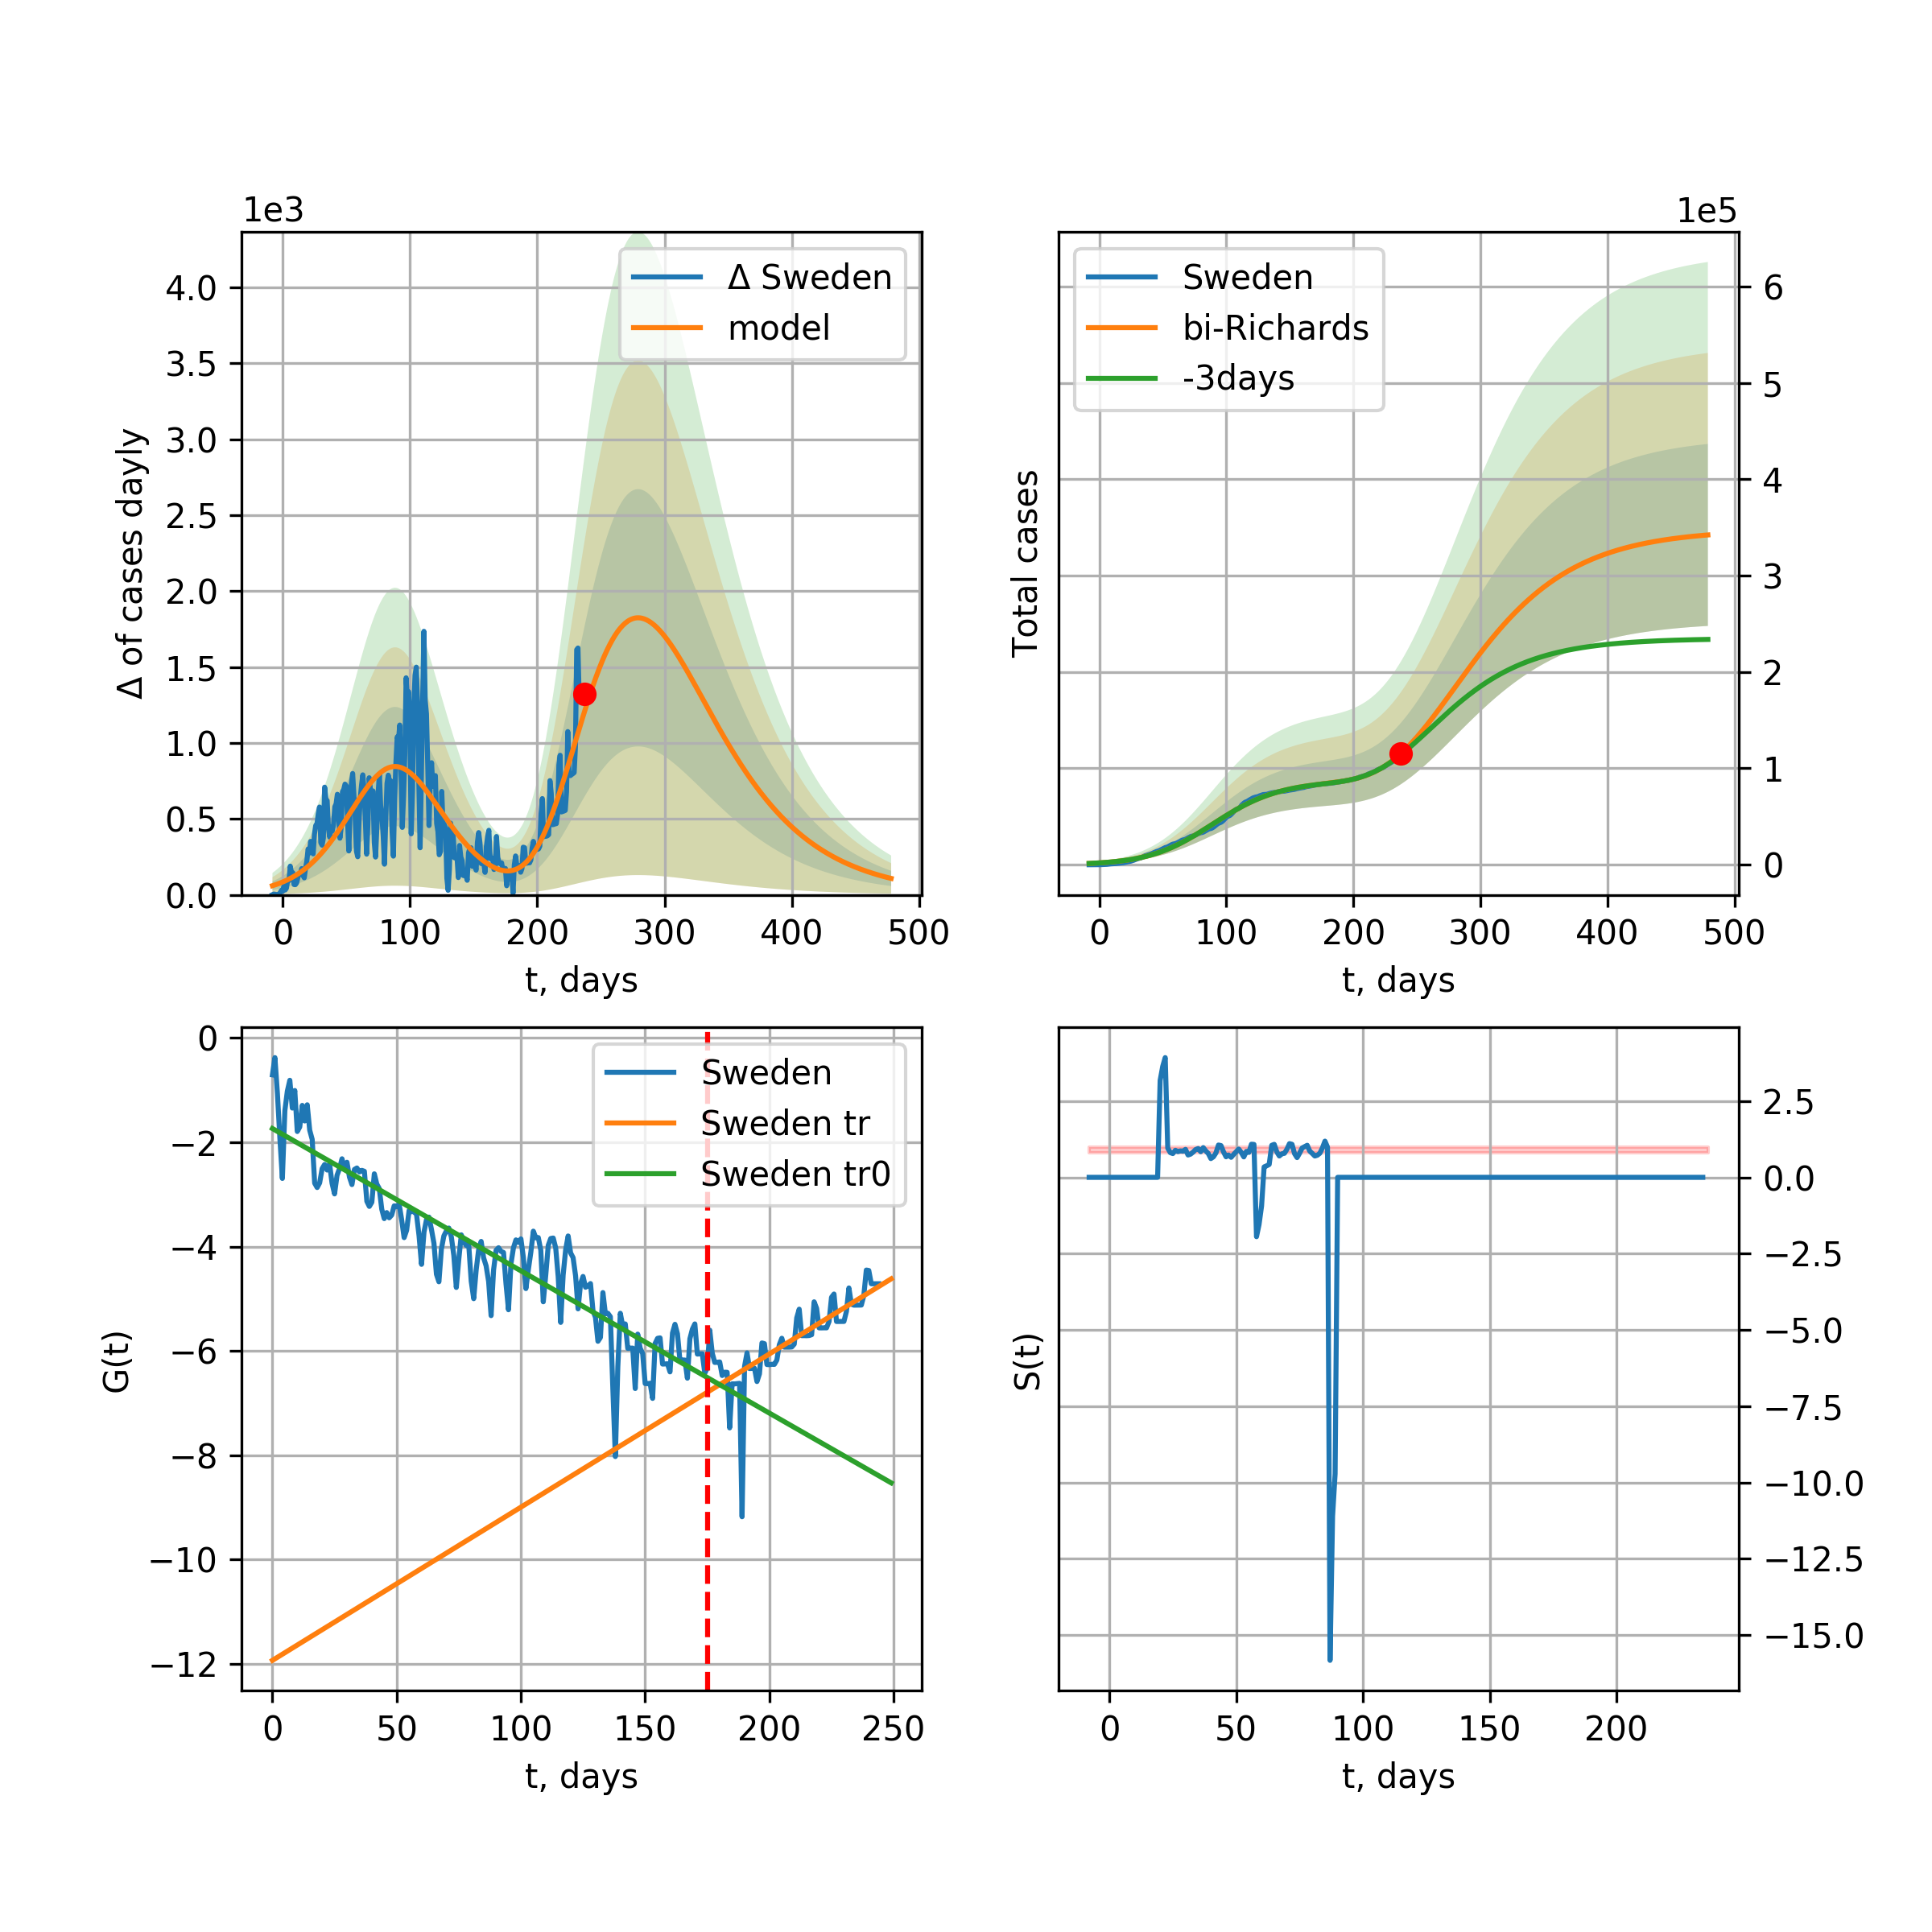 1e3
Δ Sweden
model
4.0
3.5
3.0
2.5
2.0
1.5
1.0
0.5
0.0
Δ of cases dayly
0 100 200 300 400 500
t, days
1e5
Sweden
bi-Richards
-3days
6
5
4
3
2
1
0
Total cases
0 100 200 300 400 500
t, days
Sweden
Sweden tr
Sweden tr0
0
−2
−4
−6
−8
−10
−12
G(t)
0 50 100 150 200 250
t, days
2.5
0.0
−2.5
−5.0
−7.5
−10.0
−12.5
−15.0
S(t)
0 50 100 150 200
t, days